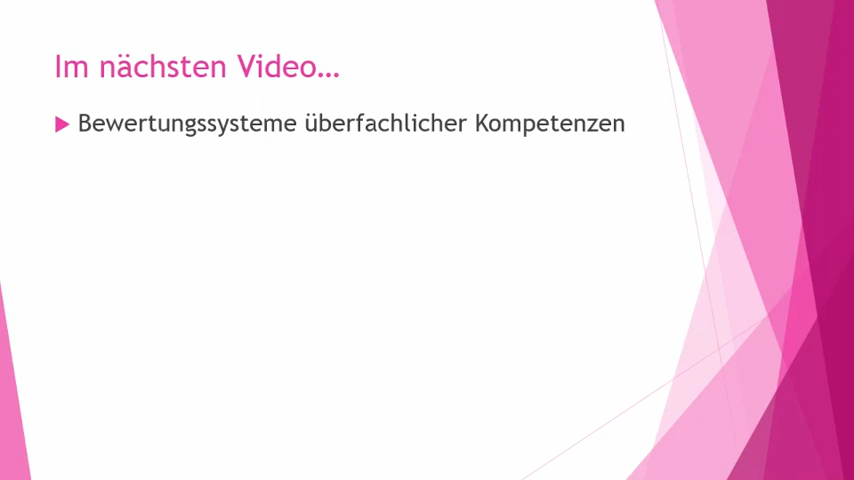 Im nächsten Video…
Bewertungssysteme überfachlicher Kompetenzen